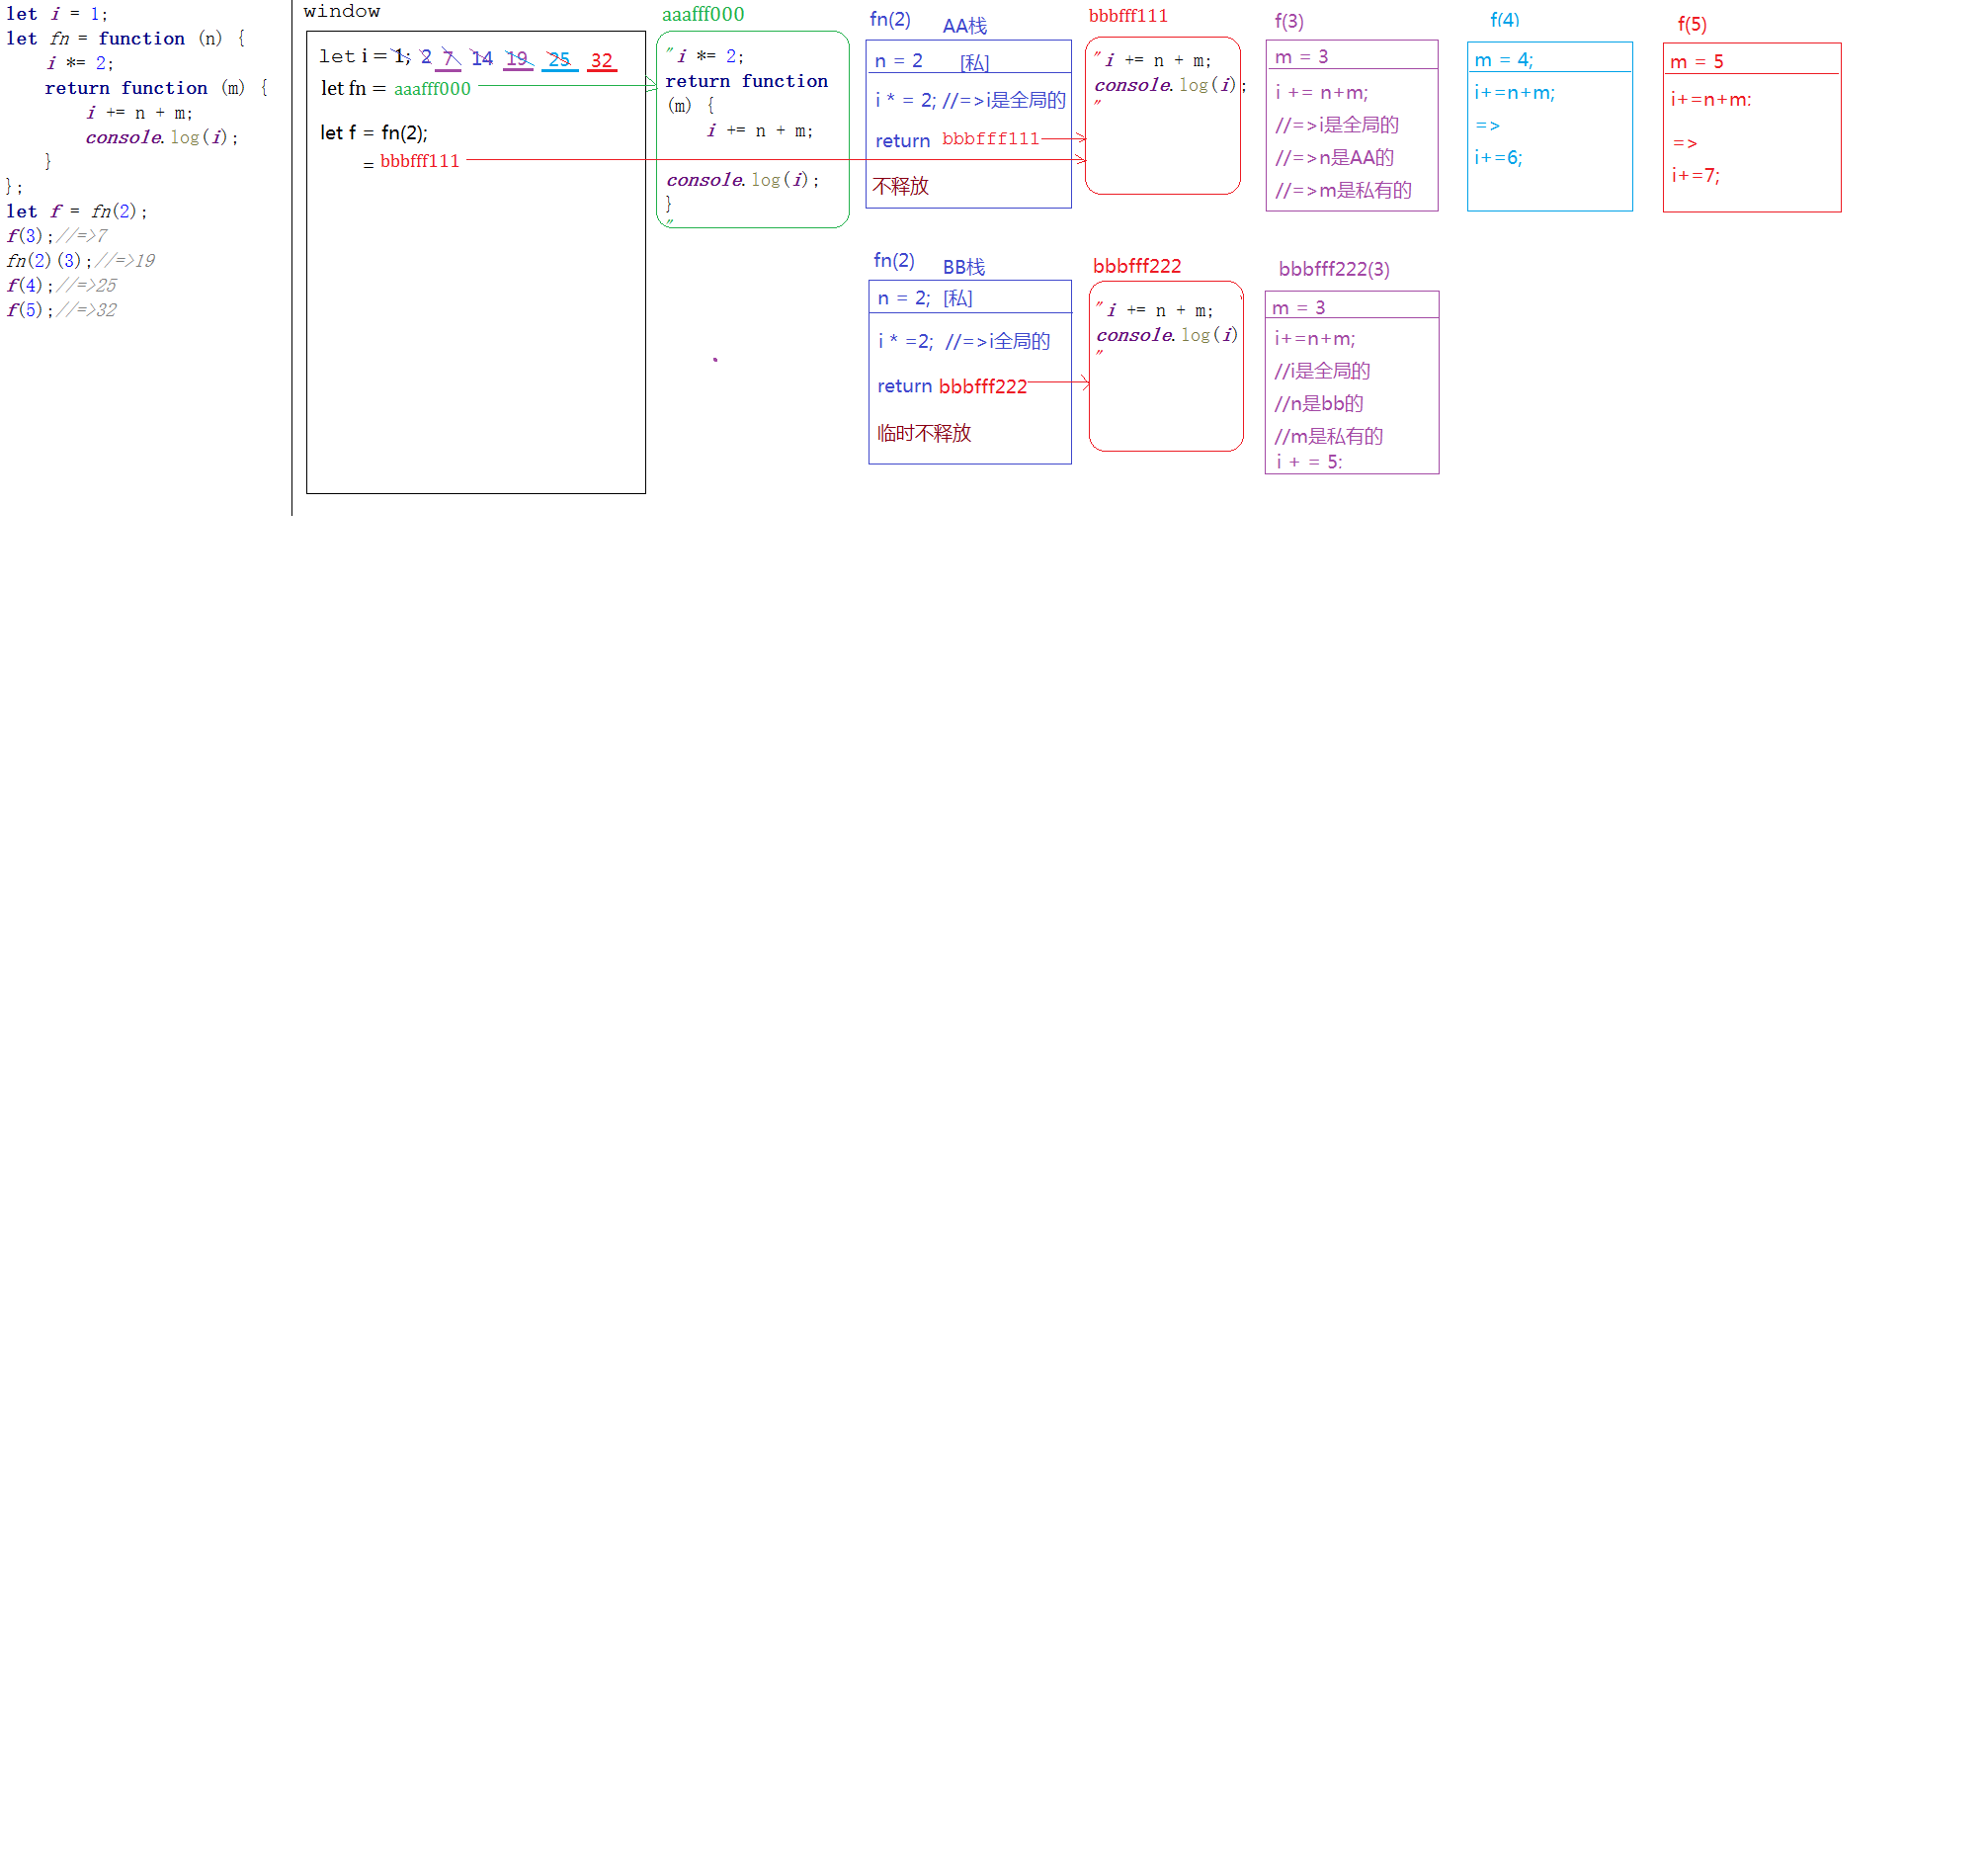 let i = 1;
let fn = function (n) {
i *= 2;
return function (m) {
i += n + m;
console.log(i);
}
};
let f = fn(2);
f(3);//=>7
fn(2)(3);//=>19
f(4);//=>25
f(5);//=>32
window
let i = 1; 2 7 14 19 25 32
let fn = aaafff000
let f = fn(2);
= bbbfff111
aaafff000
"i *= 2;
return function
(m) {
i += n + m;
console.log(i);
}
"
fn(2) AA栈
n = 2 [私]
i * = 2; //=>i是全局的
return bbbfff111
不释放
bbbfff111
"i += n + m;
console.log(i);
"
f(3)
m = 3
i += n+m;
//=>i是全局的
//=>n是AA的
//=>m是私有的
f(4)
m = 4;
i+=n+m;
=>
i+=6;
f(5)
m = 5
i+=n+m:
=>
i+=7;
fn(2) BB栈
n = 2; [私]
i * =2; //=>i全局的
return bbbfff222
临时不释放
bbbfff222
"i += n + m;
console.log(i)
"
bbbfff222(3)
m = 3
i+=n+m;
//i是全局的
//n是bb的
//m是私有的
i + = 5: